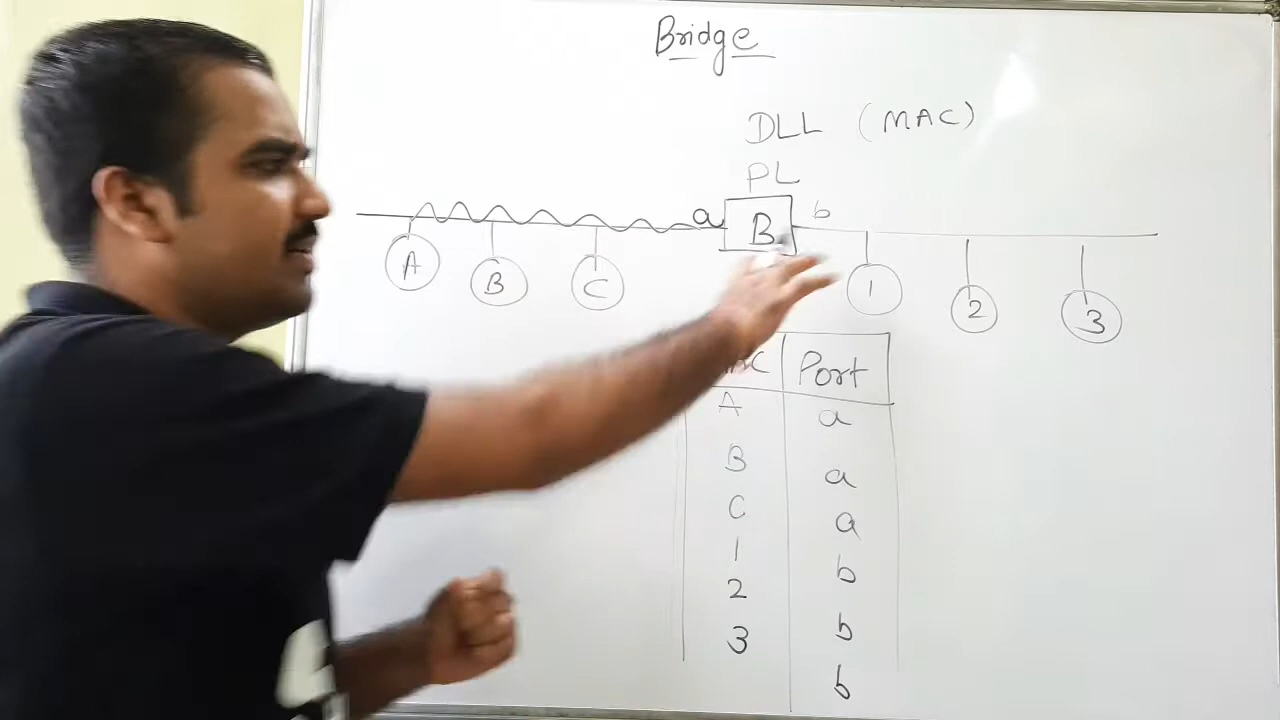 Bridge
DLL (MAC)
PL
a B b
A B C 1 2 3
Port
A a
B a
C a
1 b
2 b
3 b